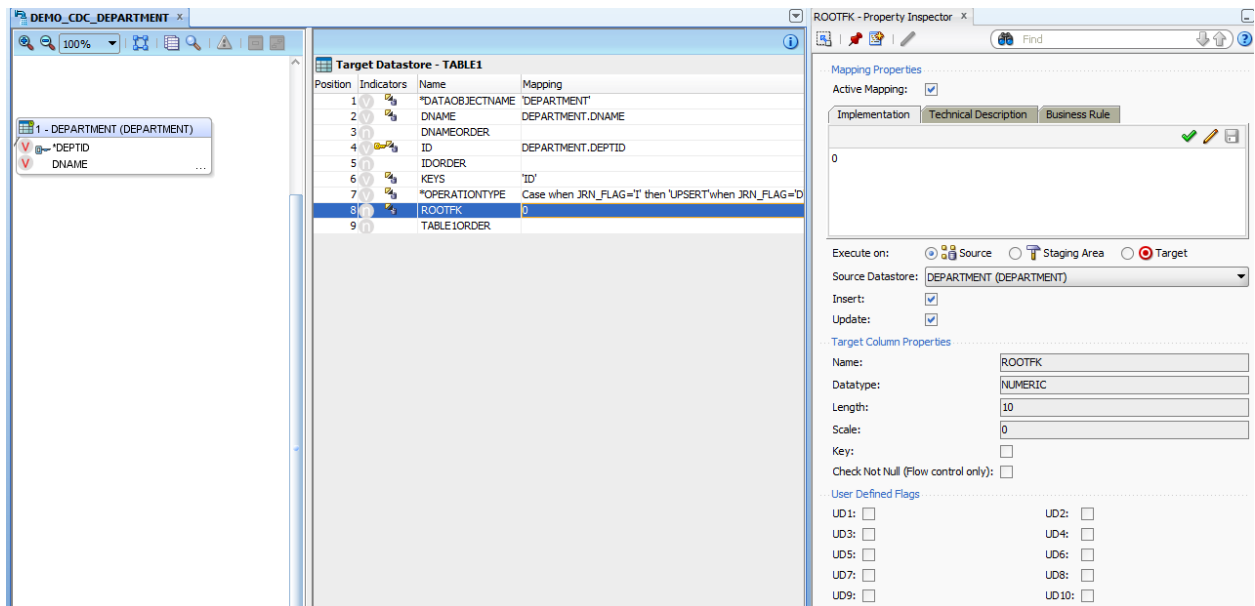 DEMO_CDC_DEPARTMENT x
100%
1 - DEPARTMENT (DEPARTMENT)
V *DEPTID
V DNAME
...
Target Datastore - TABLE1
Position Indicators Name Mapping
1 V *DATAOBJECTNAME 'DEPARTMENT'
2 V DNAME DEPARTMENT.DNAME
3 n DNAMEORDER
4 V ID DEPARTMENT.DEPTID
5 n IDORDER
6 V KEYS 'ID'
7 V *OPERATIONTYPE Case when JRN_FLAG='I' then 'UPSERT'when JRN_FLAG='D
8 n ROOTFK 0
9 n TABLE1ORDER
ROOTFK - Property Inspector x
Find
Mapping Properties
Active Mapping:
Implementation Technical Description Business Rule
0
Execute on: Source Staging Area Target
Source Datastore: DEPARTMENT (DEPARTMENT)
Insert:
Update:
Target Column Properties
Name: ROOTFK
Datatype: NUMERIC
Length: 10
Scale: 0
Key:
Check Not Null (Flow control only):
User Defined Flags
UD1: UD2:
UD3: UD4:
UD5: UD6:
UD7: UD8:
UD9: UD10: